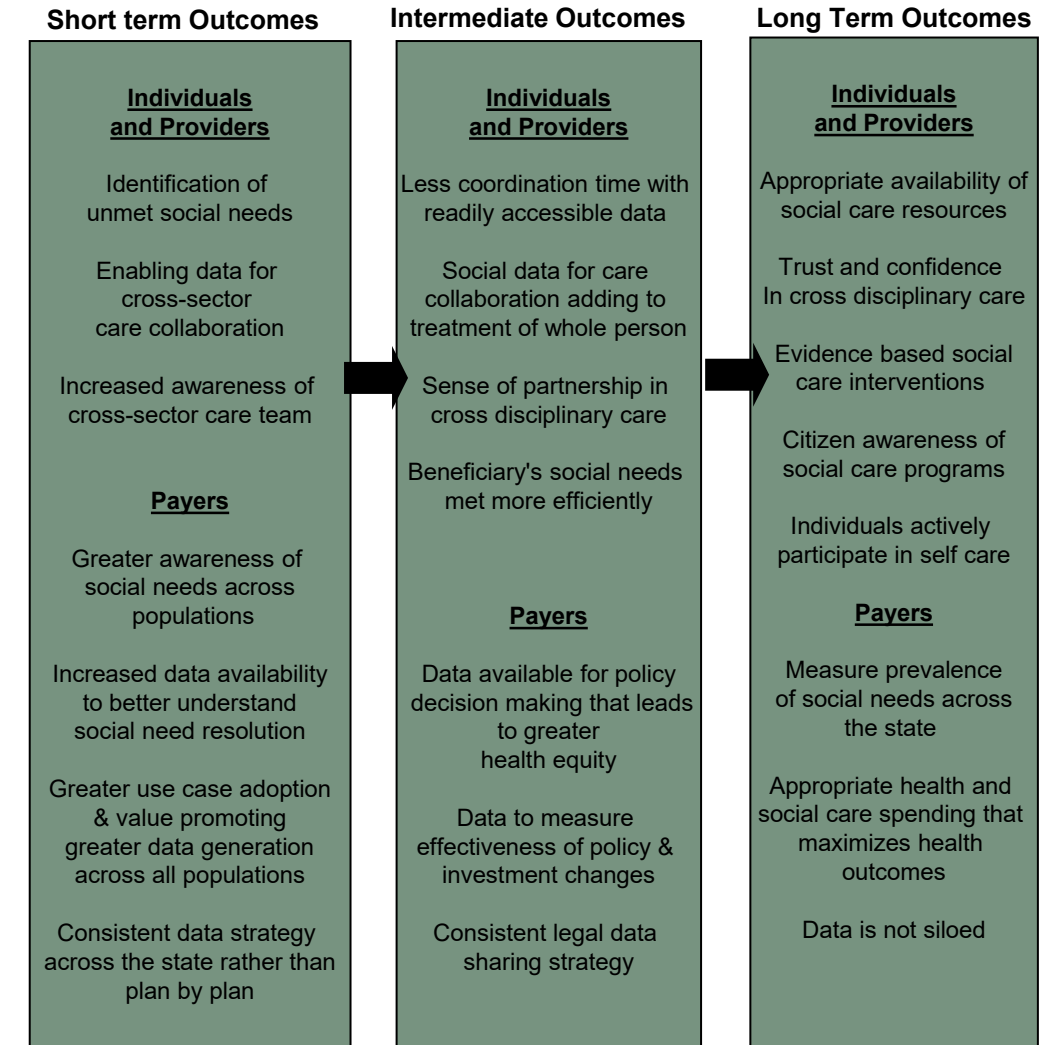 Short term Outcomes
Individuals
and Providers
Identification of
unmet social needs
Enabling data for
cross-sector
care collaboration
Increased awareness of
cross-sector care team
Payers
Greater awareness of
social needs across
populations
Increased data availability
to better understand
social need resolution
Greater use case adoption
& value promoting
greater data generation
across all populations
Consistent data strategy
across the state rather than
plan by plan
Intermediate Outcomes
Individuals
and Providers
Less coordination time with
readily accessible data
Social data for care
collaboration adding to
treatment of whole person
Sense of partnership in
cross disciplinary care
Beneficiary's social needs
met more efficiently
Payers
Data available for policy
decision making that leads
to greater
health equity
Data to measure
effectiveness of policy &
investment changes
Consistent legal data
sharing strategy
Long Term Outcomes
Individuals
and Providers
Appropriate availability of
social care resources
Trust and confidence
In cross disciplinary care
Evidence based social
care interventions
Citizen awareness of
social care programs
Individuals actively
participate in self care
Payers
Measure prevalence
of social needs across
the state
Appropriate health and
social care spending that
maximizes health
outcomes
Data is not siloed